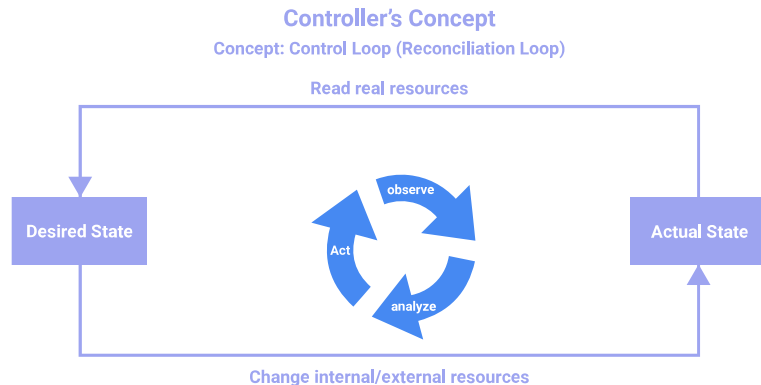 Controller’s Concept
Concept: Control Loop (Reconciliation Loop)
Read real resources
observe
Desired State
Actual State
Act
analyze
Change internal/external resources